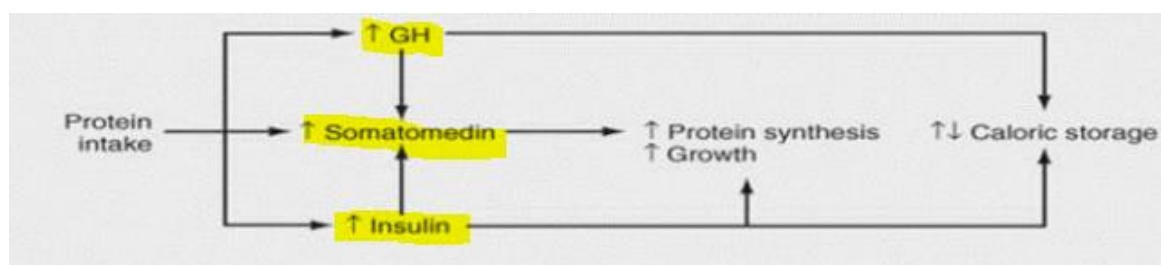 ↑ GH
Protein
intake
↑ Somatomedin
↑ Protein synthesis
↑ Growth
↑↓ Caloric storage
↑ Insulin